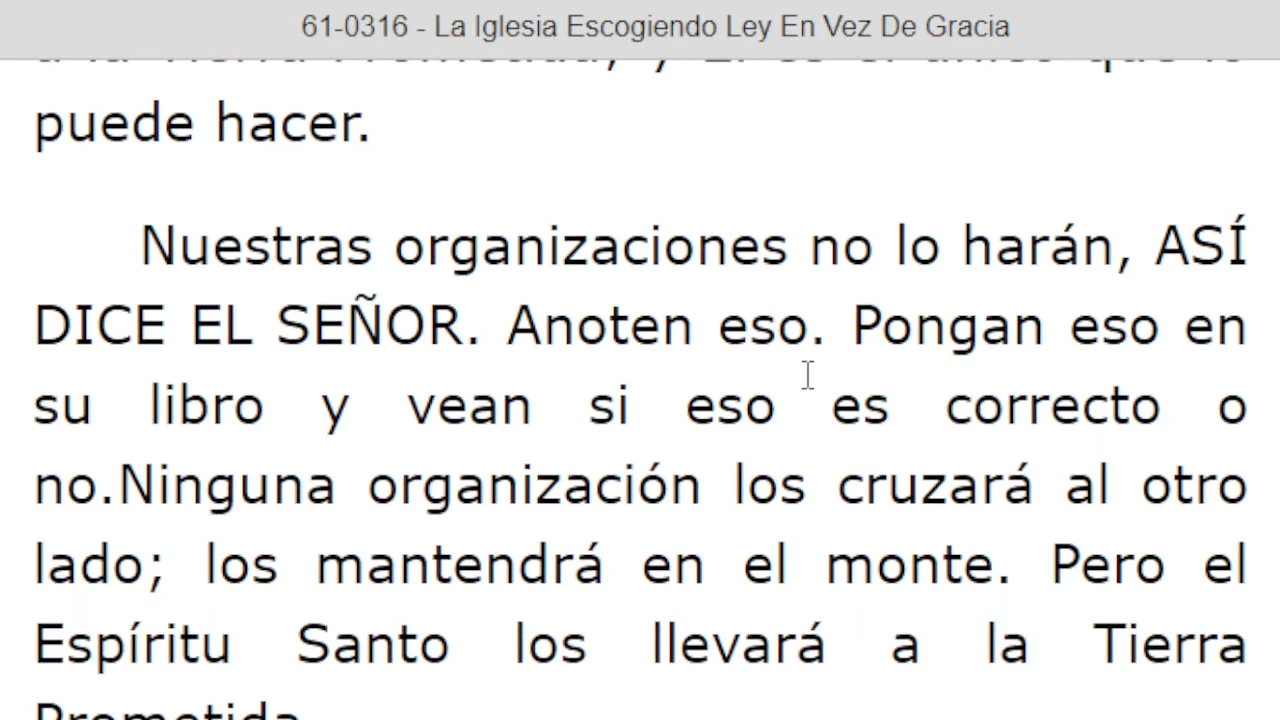 61-0316 - La Iglesia Escogiendo Ley En Vez De Gracia
puede hacer.
Nuestras organizaciones no lo harán, ASÍ
DICE EL SEÑOR. Anoten eso. Pongan eso en
su libro y vean si eso es correcto o
no.Ninguna organización los cruzará al otro
lado; los mantendrá en el monte. Pero el
Espíritu Santo los llevará a la Tierra
Prometida